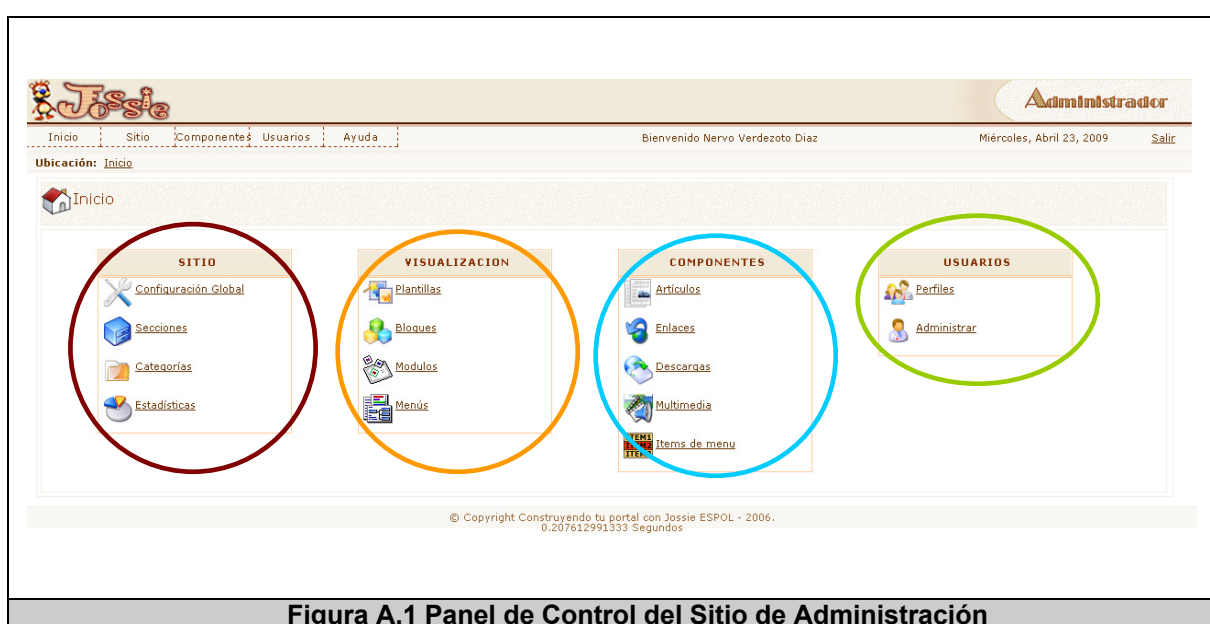 Jossie
Administrador
Inicio Sitio Componentes Usuarios Ayuda Bienvenido Nervo Verdezoto Diaz Miércoles, Abril 23, 2009 Salir
Ubicación: Inicio
Inicio
SITIO
Configuración Global
Secciones
Categorías
Estadísticas
VISUALIZACION
Plantillas
Bloques
Modulos
Menús
COMPONENTES
Artículos
Enlaces
Descargas
Multimedia
ITEM1
ITEM2
ITEM3
Items de menu
USUARIOS
Perfiles
Administrar
© Copyright Construyendo tu portal con Jossie ESPOL - 2006.
0.207612991333 Segundos
Figura A.1 Panel de Control del Sitio de Administración